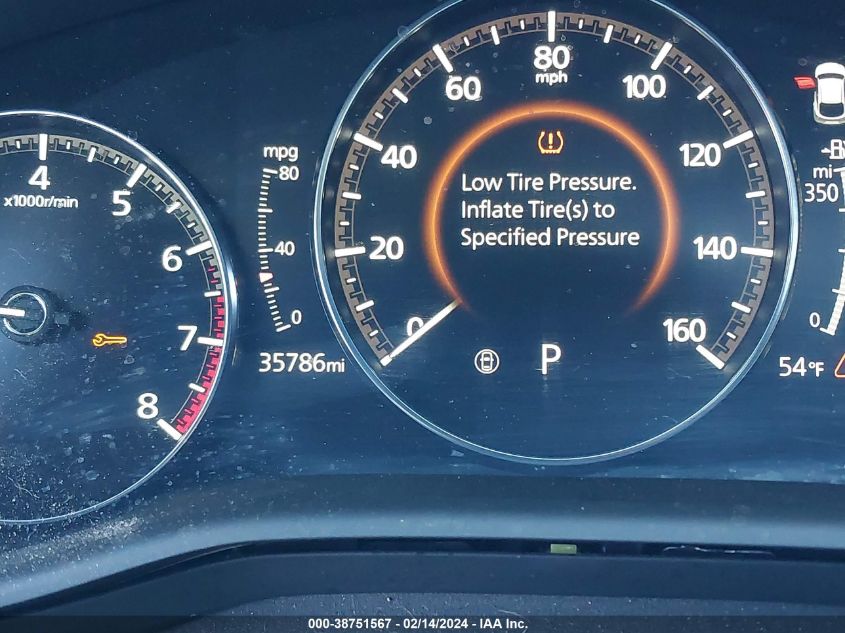 80
mph
60
100
40
120
20
140
0
160
Low Tire Pressure.
Inflate Tire(s) to
Specified Pressure
P
4
x1000r/min
5
6
7
8
mpg
80
40
0
35786mi
mi
350
0
54°F
000-38751567 - 02/14/2024 - IAA Inc.